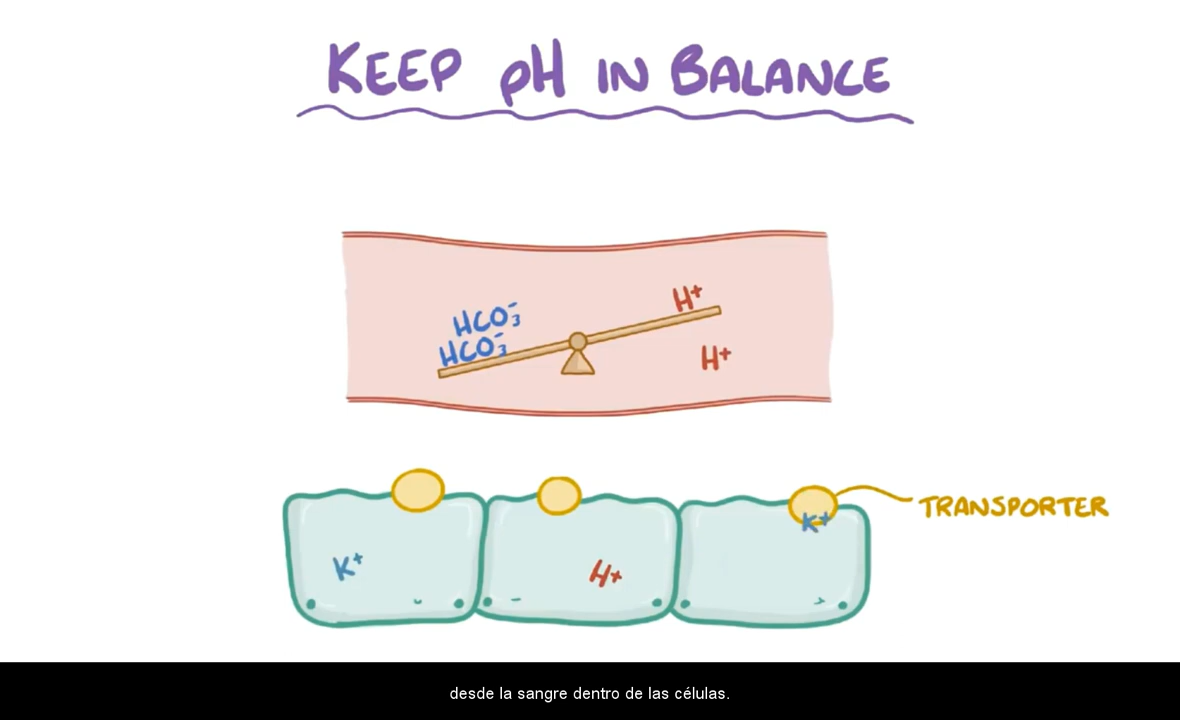 KEEP pH IN BALANCE
H+
HCO3-
HCO3-
H+
K+
TRANSPORTER
K+
H+
desde la sangre dentro de las células.